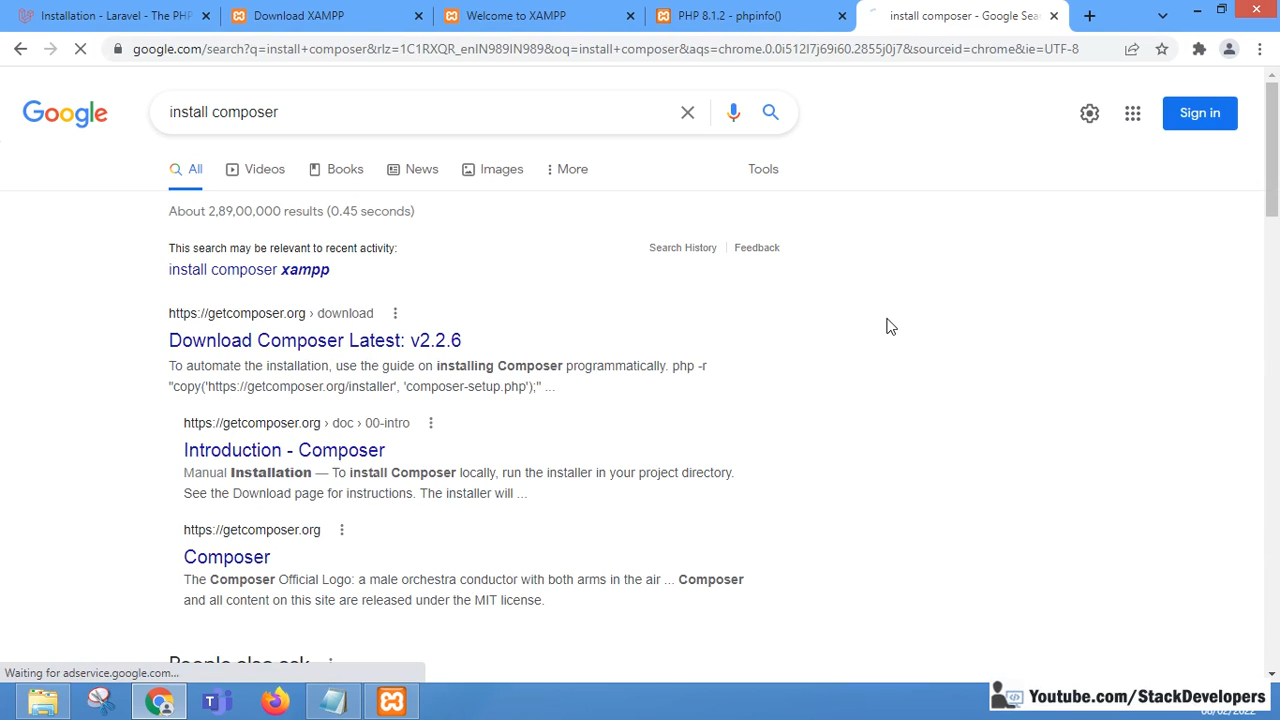 Installation - Laravel - The PHP
Download XAMPP
Welcome to XAMPP
PHP 8.1.2 - phpinfo()
install composer - Google Sea
google.com/search?q=install+composer&rlz=1C1RXQR_enIN989IN989&oq=install+composer&aqs=chrome.0.0i512l7j69i60.2855j0j7&sourceid=chrome&ie=UTF-8
Google
install composer
Sign in
All
Videos
Books
News
Images
More
Tools
About 2,89,00,000 results (0.45 seconds)
This search may be relevant to recent activity:
Search History
Feedback
install composer xampp
https://getcomposer.org › download
Download Composer Latest: v2.2.6
To automate the installation, use the guide on installing Composer programmatically. php -r
"copy('https://getcomposer.org/installer', 'composer-setup.php');" ...
https://getcomposer.org › doc › 00-intro
Introduction - Composer
Manual Installation — To install Composer locally, run the installer in your project directory.
See the Download page for instructions. The installer will ...
https://getcomposer.org
Composer
The Composer Official Logo: a male orchestra conductor with both arms in the air ... Composer
and all content on this site are released under the MIT license.
People also ask
Waiting for adservice.google.com...
Youtube.com/StackDevelopers